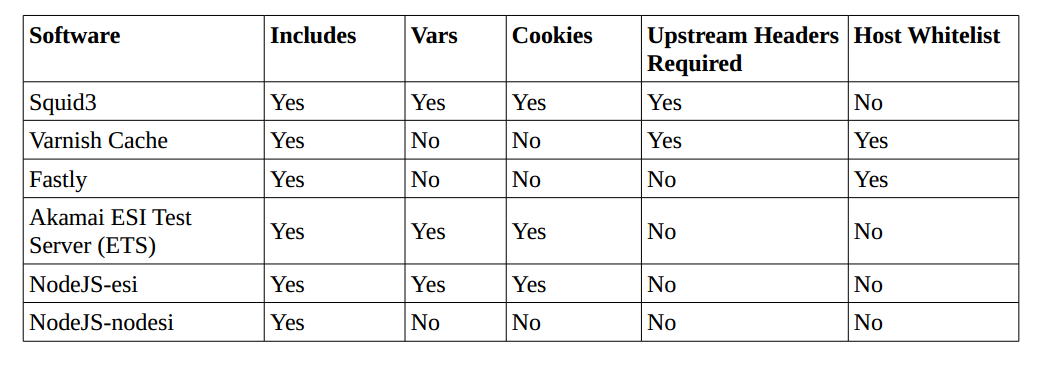 Software Includes Vars Cookies Upstream Headers Required Host Whitelist
Squid3 Yes Yes Yes Yes No
Varnish Cache Yes No No Yes Yes
Fastly Yes No No No Yes
Akamai ESI Test Server (ETS) Yes Yes Yes No No
NodeJS-esi Yes Yes Yes No No
NodeJS-nodesi Yes No No No No